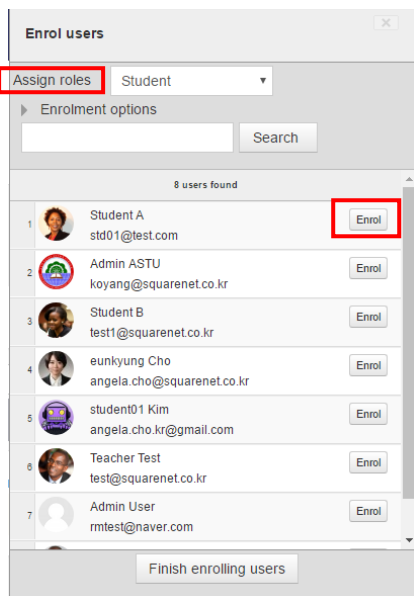 Enrol users
Assign roles Student
Enrolment options
Search
8 users found
1 Student A Enrol
std01@test.com
2 Admin ASTU Enrol
koyang@squarenet.co.kr
3 Student B Enrol
test1@squarenet.co.kr
4 eunkyung Cho Enrol
angela.cho@squarenet.co.kr
5 student01 Kim Enrol
angela.cho.kr@gmail.com
6 Teacher Test Enrol
test@squarenet.co.kr
7 Admin User Enrol
rmtest@naver.com
Finish enrolling users